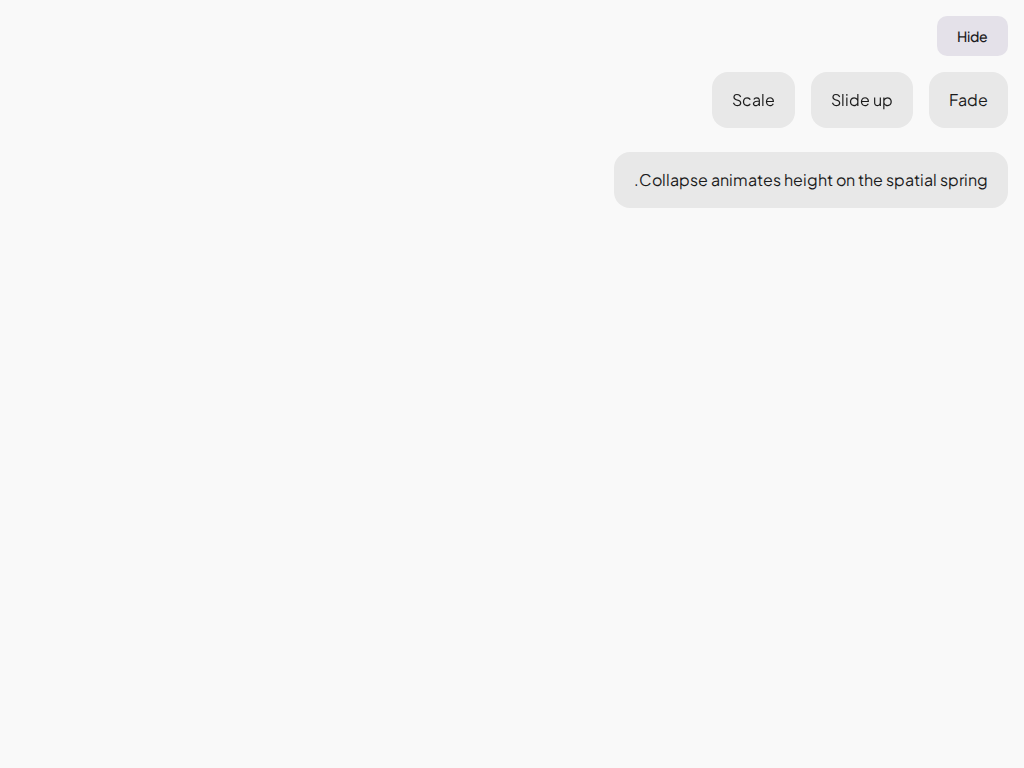 Hide
Fade
Slide up
Scale
Collapse animates height on the spatial spring.